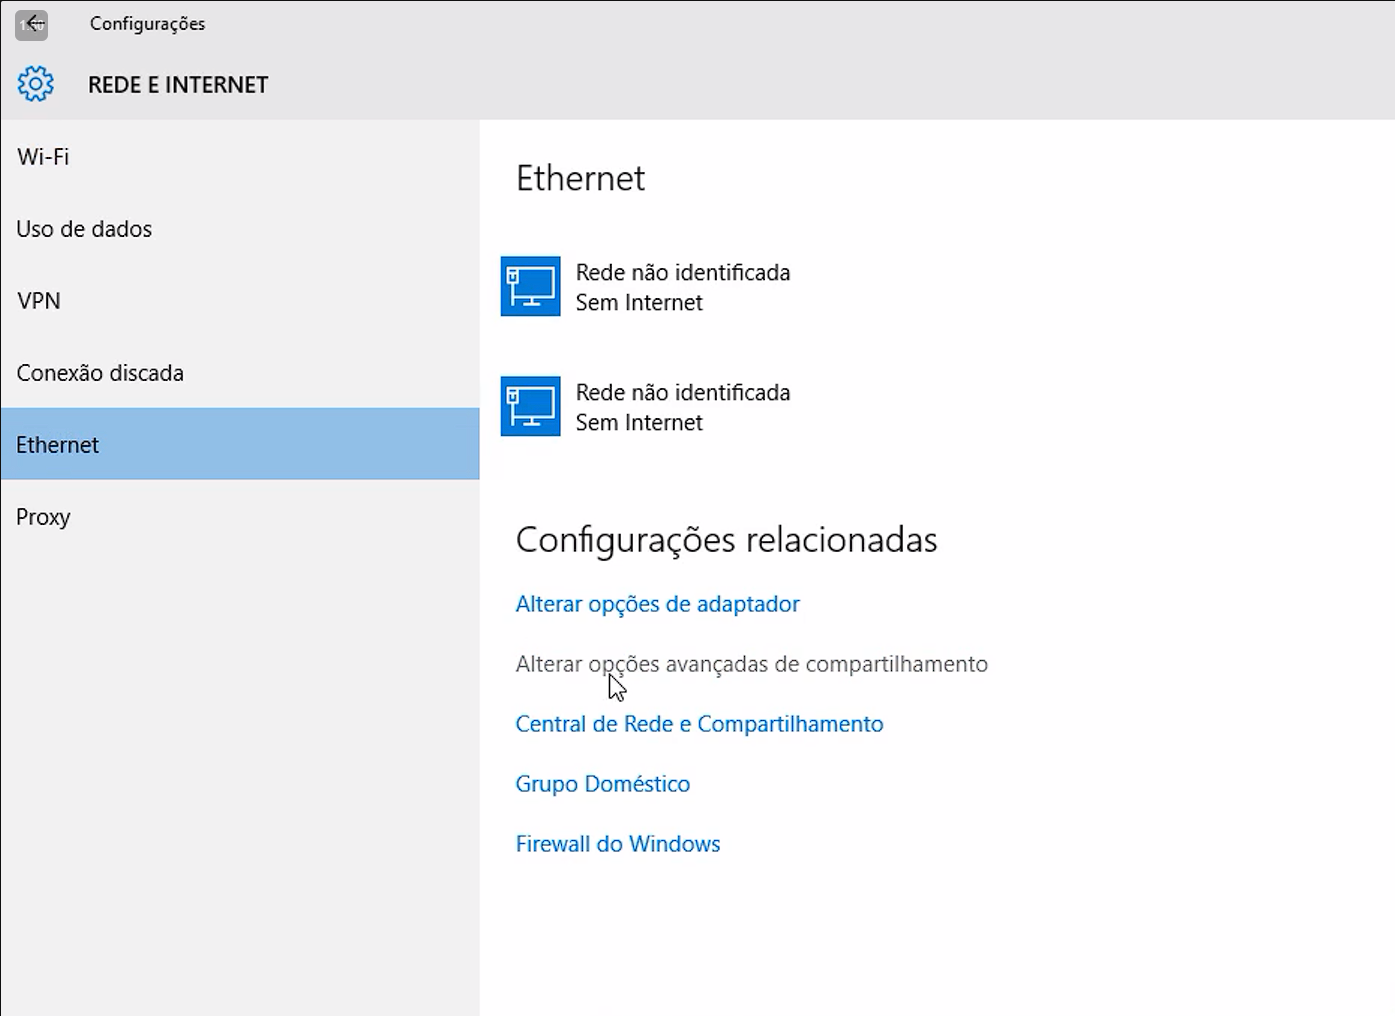 Configurações
REDE E INTERNET
Wi-Fi
Uso de dados
VPN
Conexão discada
Ethernet
Proxy
Ethernet
Rede não identificada
Sem Internet
Rede não identificada
Sem Internet
Configurações relacionadas
Alterar opções de adaptador
Alterar opções avançadas de compartilhamento
Central de Rede e Compartilhamento
Grupo Doméstico
Firewall do Windows